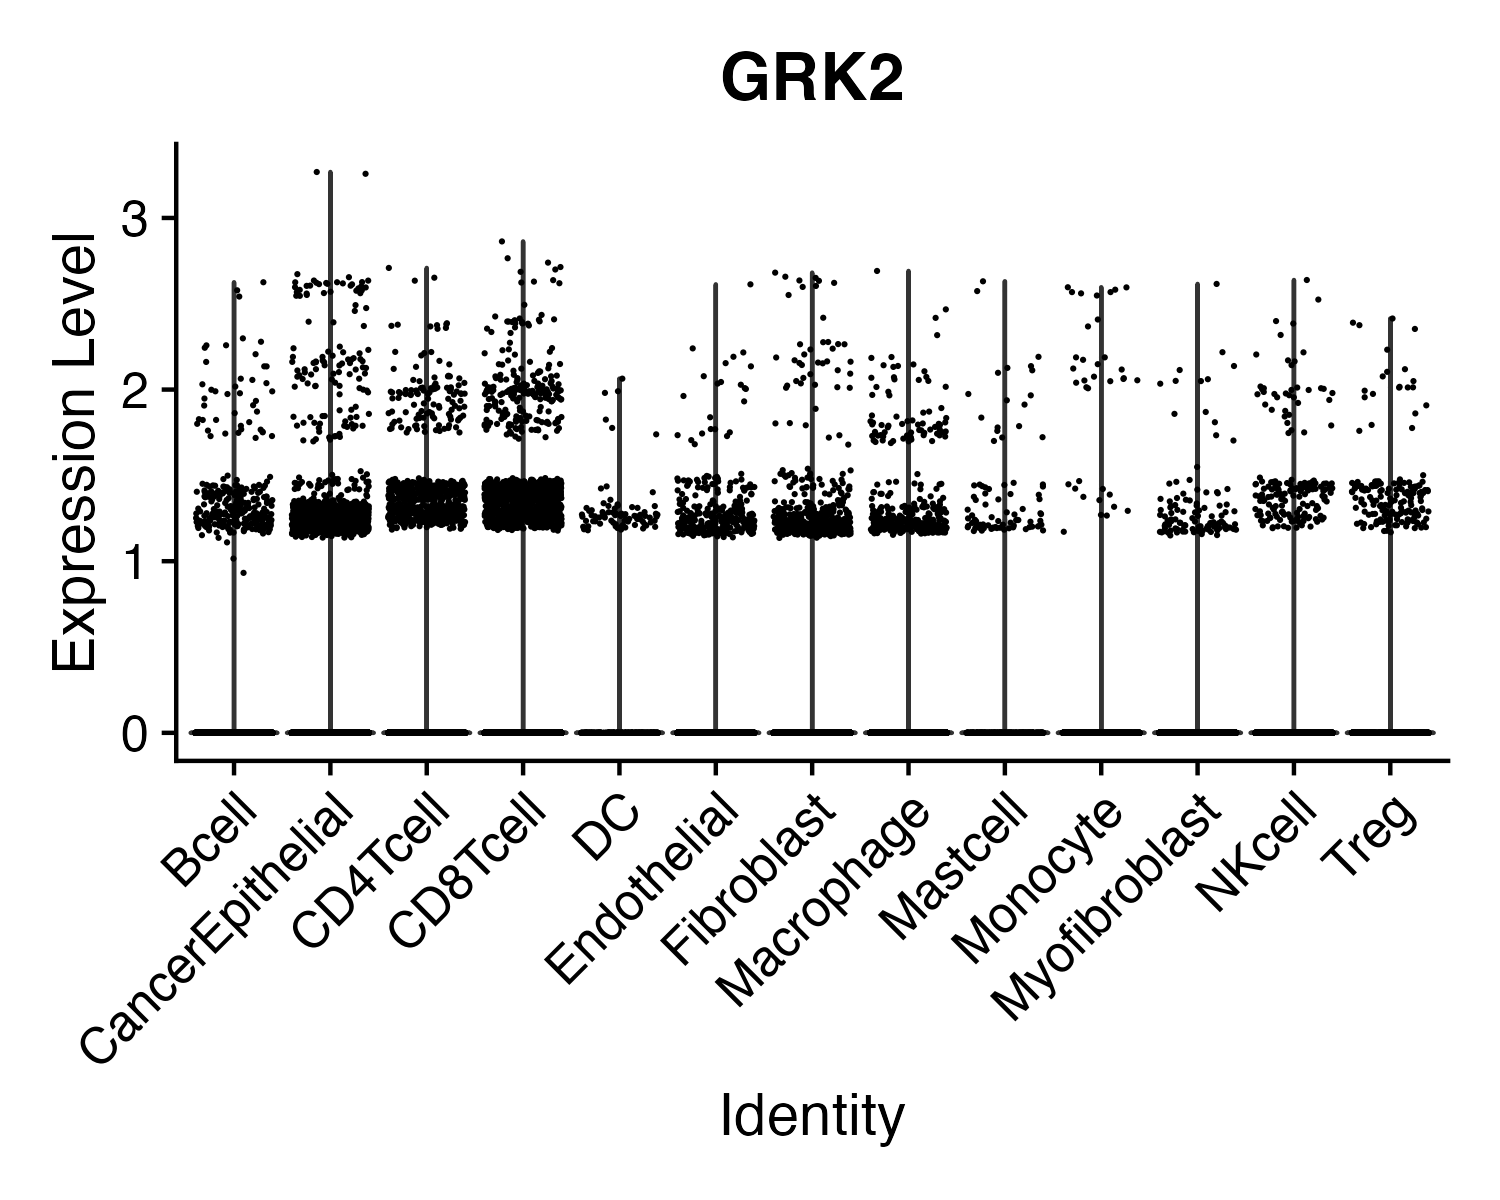 GRK2
Expression Level
3
2
1
0
Bcell
CancerEpithelial
CD4Tcell
CD8Tcell
DC
Endothelial
Fibroblast
Macrophage
Mastcell
Monocyte
Myofibroblast
NKcell
Treg
Identity